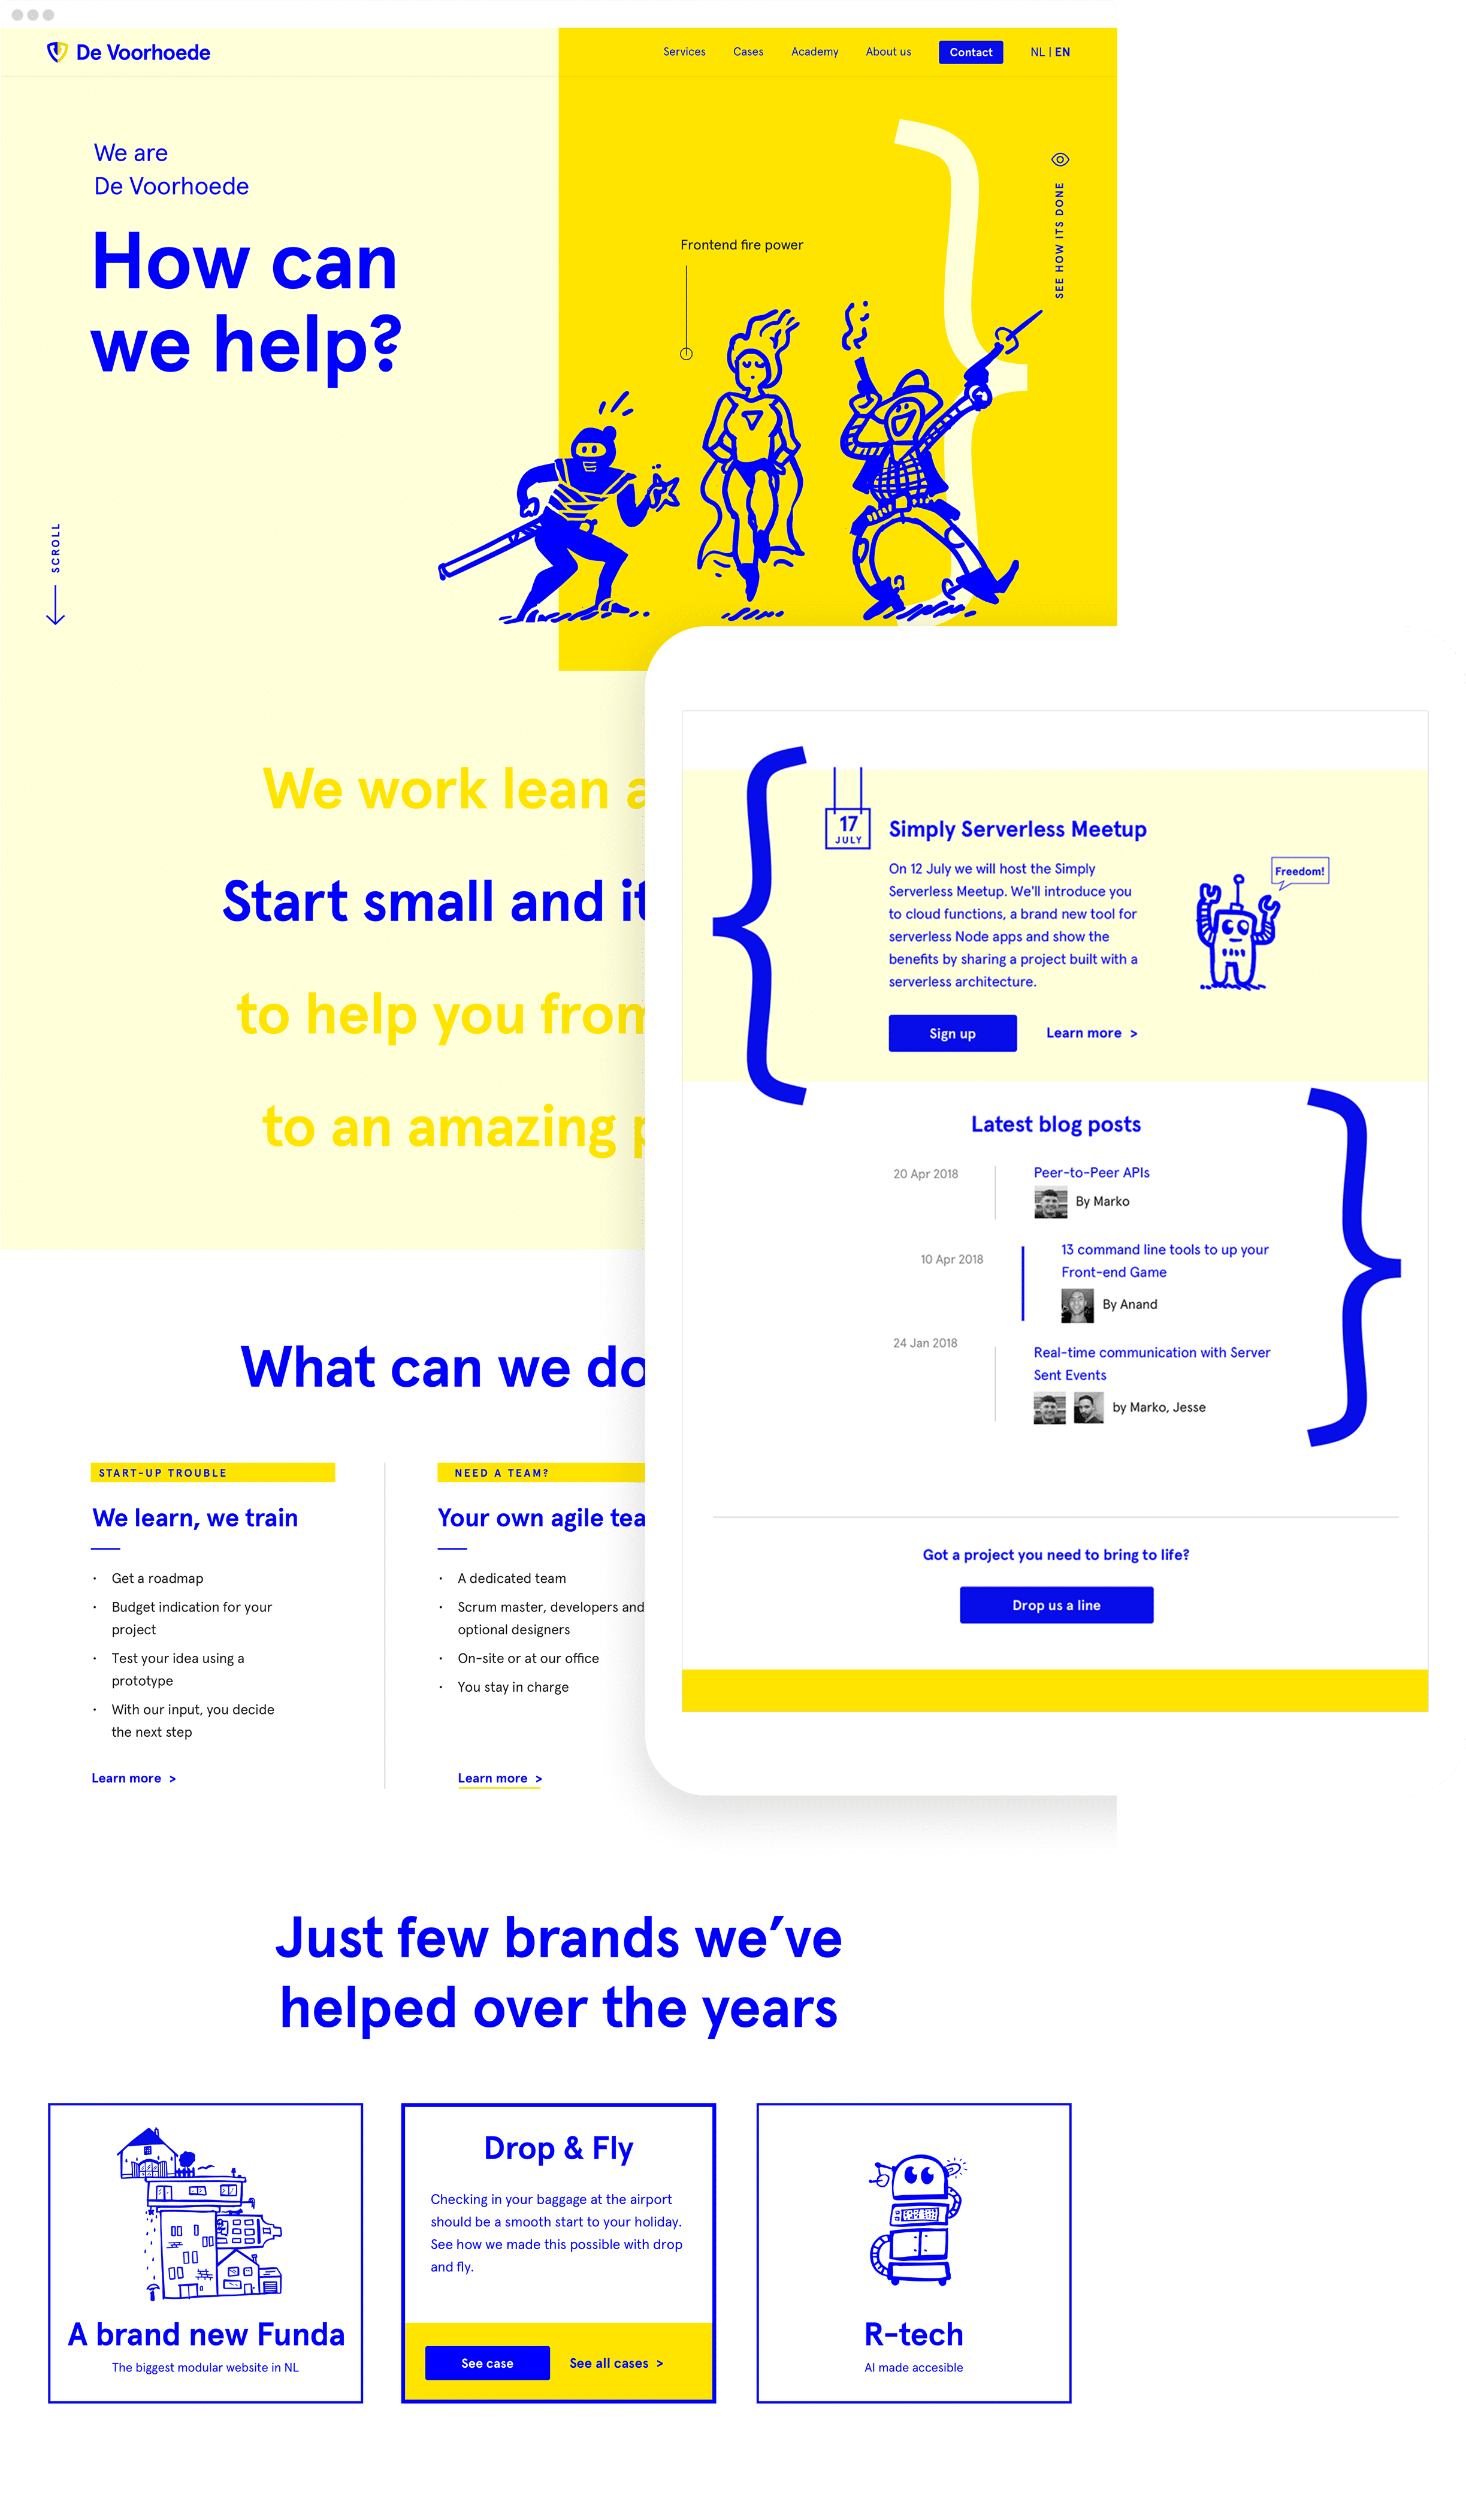 De Voorhoede
Services Cases Academy About us Contact NL | EN
We are
De Voorhoede
How can
we help?
SEE HOW ITS DONE
Frontend fire power
SCROLL
We work lean a
Start small and it
to help you from
to an amazing p
What can we do
START-UP TROUBLE
We learn, we train
• Get a roadmap
• Budget indication for your
project
• Test your idea using a
prototype
• With our input, you decide
the next step
Learn more >
NEED A TEAM?
Your own agile tea
• A dedicated team
• Scrum master, developers and
optional designers
• On-site or at our office
• You stay in charge
Learn more >
17
JULY
Simply Serverless Meetup
On 12 July we will host the Simply
Serverless Meetup. We'll introduce you
to cloud functions, a brand new tool for
serverless Node apps and show the
benefits by sharing a project built with a
serverless architecture.
Freedom!
Sign up Learn more >
Latest blog posts
20 Apr 2018
Peer-to-Peer APIs
By Marko
10 Apr 2018
13 command line tools to up your
Front-end Game
By Anand
24 Jan 2018
Real-time communication with Server
Sent Events
by Marko, Jesse
Got a project you need to bring to life?
Drop us a line
Just few brands we’ve
helped over the years
A brand new Funda
The biggest modular website in NL
Drop & Fly
Checking in your baggage at the airport
should be a smooth start to your holiday.
See how we made this possible with drop
and fly.
See case See all cases >
R-tech
AI made accesible